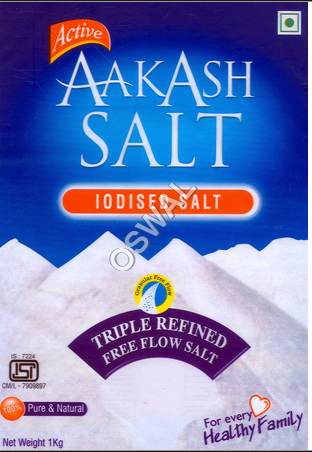 Active
AAKASH
SALT
IODISED SALT
OSWAL
Granular Free Flow
TRIPLE REFINED
FREE FLOW SALT
IS : 7224
ISI
CM/L - 7909897
100%
Pure & Natural
For every
Healthy Family
Net Weight 1Kg